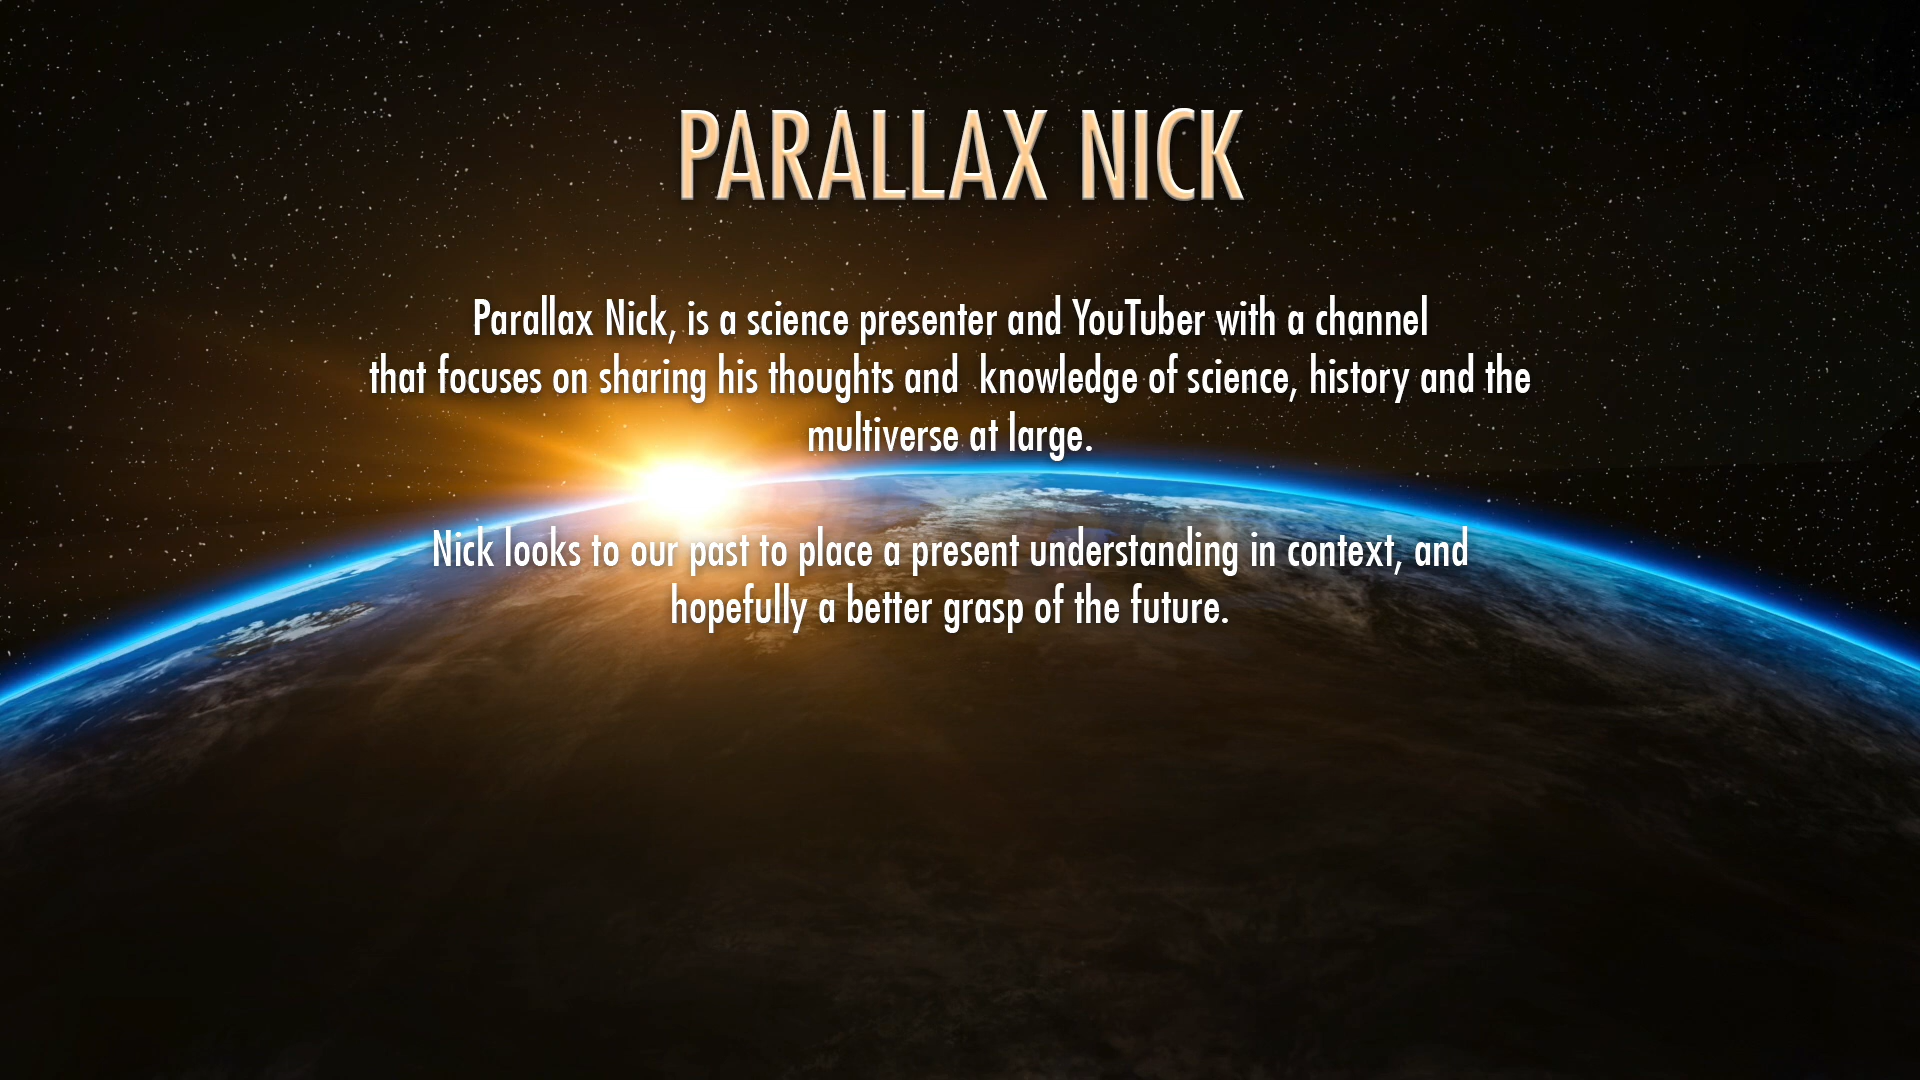 PARALLAX NICK
Parallax Nick, is a science presenter and YouTuber with a channel
that focuses on sharing his thoughts and  knowledge of science, history and the
multiverse at large.
Nick looks to our past to place a present understanding in context, and
hopefully a better grasp of the future.